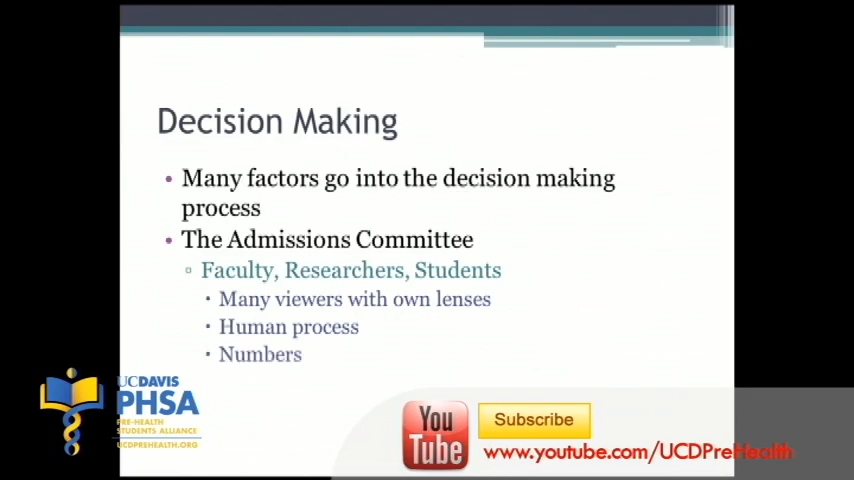 Decision Making
• Many factors go into the decision making
process
• The Admissions Committee
▫ Faculty, Researchers, Students
▪ Many viewers with own lenses
▪ Human process
▪ Numbers
UCDAVIS
PHSA
PRE-HEALTH
STUDENTS ALLIANCE
UCDPREHEALTH.ORG
You
Tube
Subscribe
www.youtube.com/UCDPreHealth